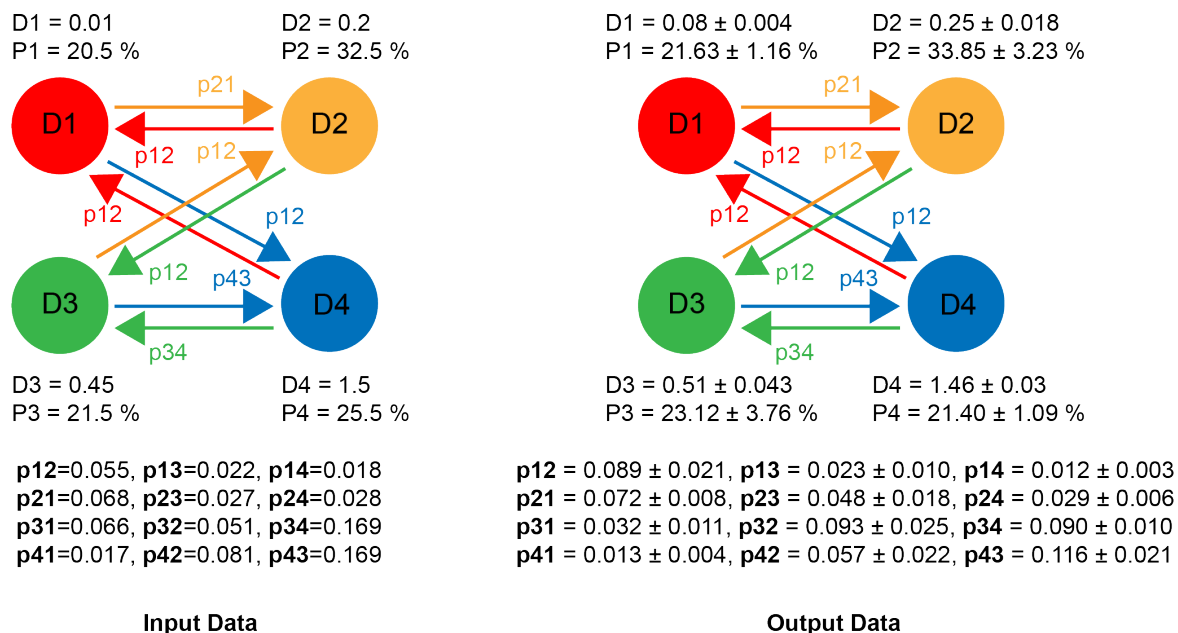 D1 = 0.01
P1 = 20.5 %
D2 = 0.2
P2 = 32.5 %
p21
D1
D2
p12
p12
p12
p12
p12
p43
D3
D4
p34
D3 = 0.45
P3 = 21.5 %
D4 = 1.5
P4 = 25.5 %
p12=0.055, p13=0.022, p14=0.018
p21=0.068, p23=0.027, p24=0.028
p31=0.066, p32=0.051, p34=0.169
p41=0.017, p42=0.081, p43=0.169
Input Data
D1 = 0.08 ± 0.004
P1 = 21.63 ± 1.16 %
D2 = 0.25 ± 0.018
P2 = 33.85 ± 3.23 %
p21
D1
D2
p12
p12
p12
p12
p12
p43
D3
D4
p34
D3 = 0.51 ± 0.043
P3 = 23.12 ± 3.76 %
D4 = 1.46 ± 0.03
P4 = 21.40 ± 1.09 %
p12 = 0.089 ± 0.021, p13 = 0.023 ± 0.010, p14 = 0.012 ± 0.003
p21 = 0.072 ± 0.008, p23 = 0.048 ± 0.018, p24 = 0.029 ± 0.006
p31 = 0.032 ± 0.011, p32 = 0.093 ± 0.025, p34 = 0.090 ± 0.010
p41 = 0.013 ± 0.004, p42 = 0.057 ± 0.022, p43 = 0.116 ± 0.021
Output Data